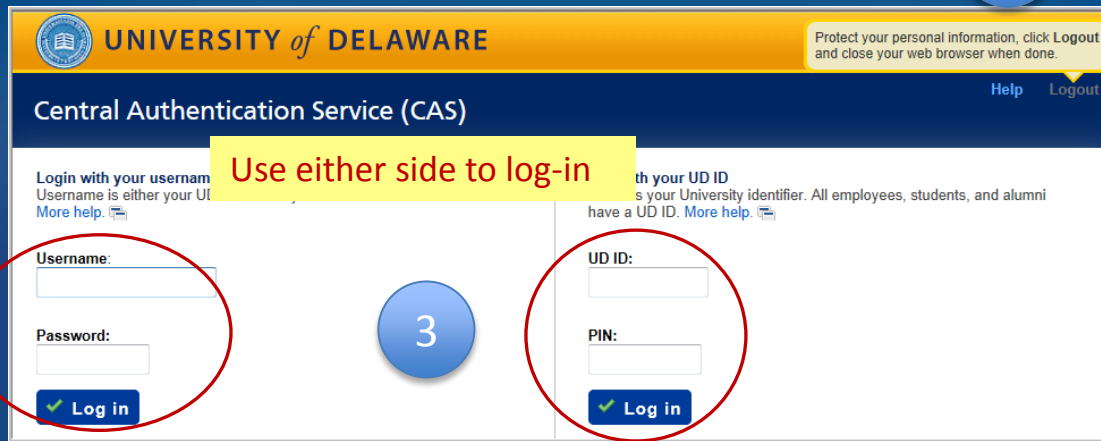 UNIVERSITY of DELAWARE
Protect your personal information, click Logout
and close your web browser when done.
Help Logout
Central Authentication Service (CAS)
Use either side to log-in
Login with your usernam
Username is either your UD
More help.
Username:
Password:
Log in
3
th your UD ID
s your University identifier. All employees, students, and alumni
have a UD ID. More help.
UD ID:
PIN:
Log in